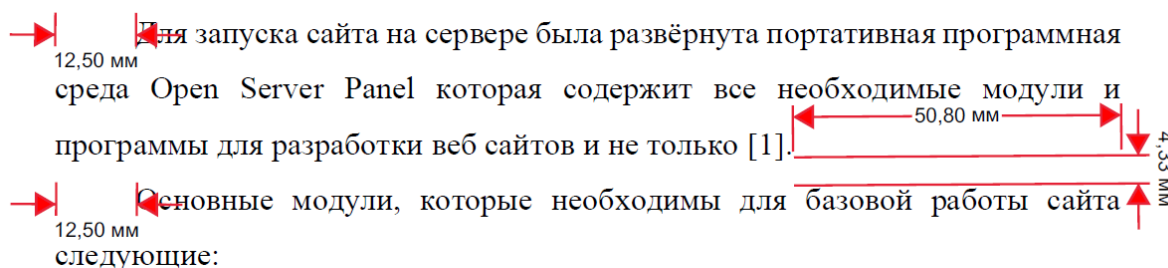 Для запуска сайта на сервере была развёрнута портативная программная
12,50 мм
среда Open Server Panel которая содержит все необходимые модули и
50,80 мм
программы для разработки веб сайтов и не только [1].
4,33 мм
Основные модули, которые необходимы для базовой работы сайта
12,50 мм
следующие: